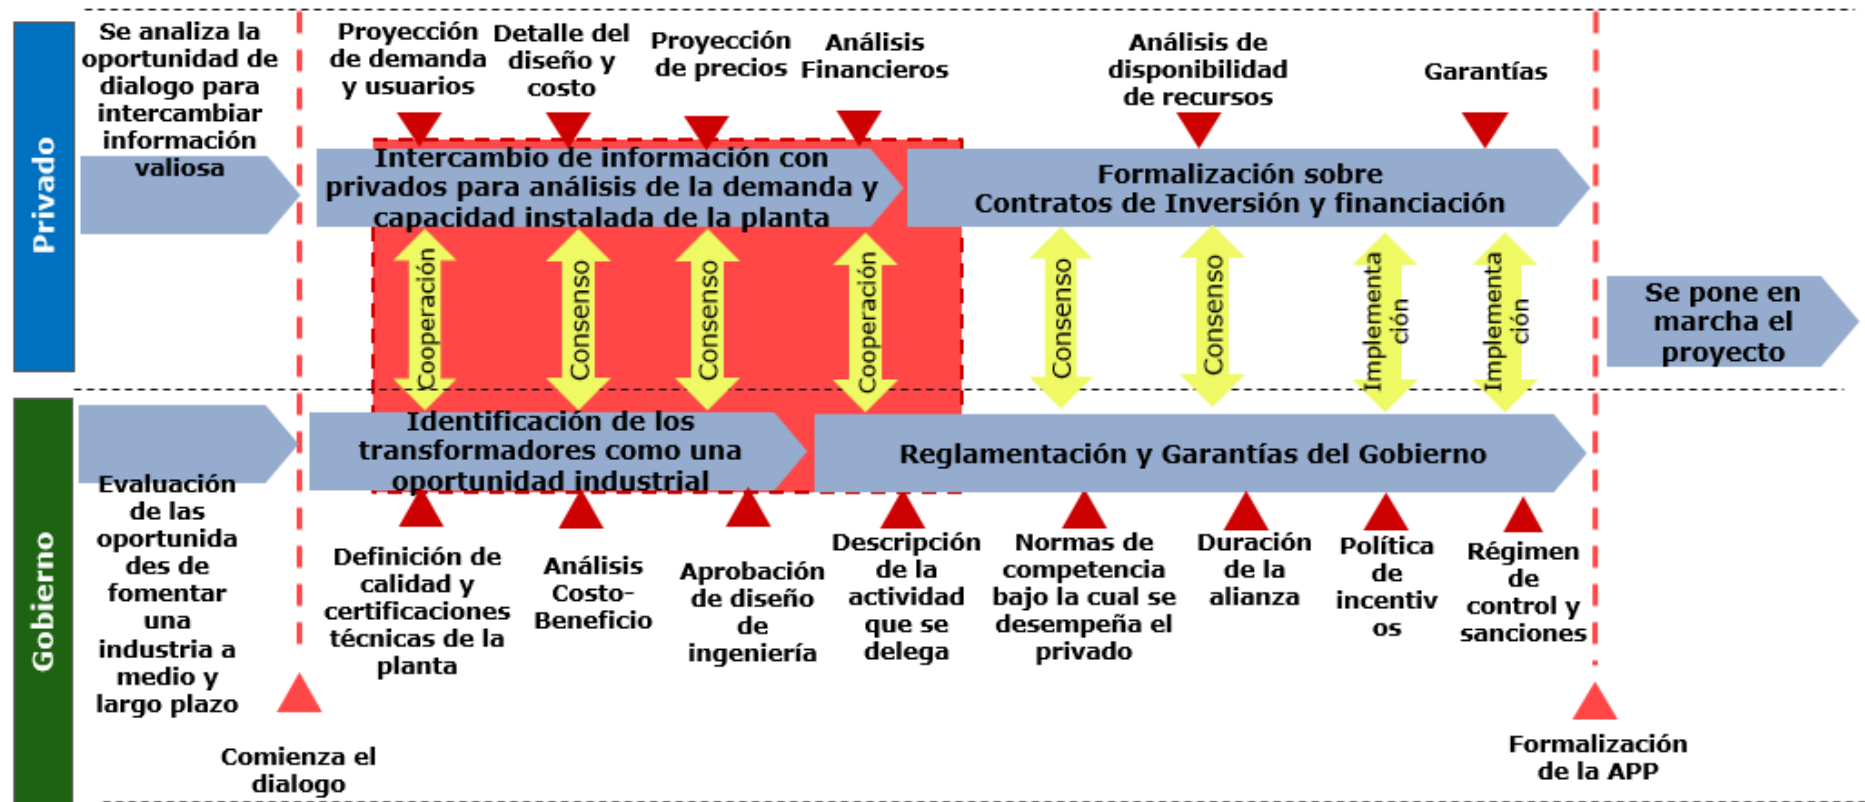 Privado
Se analiza la
oportunidad de
dialogo para
intercambiar
información
valiosa
Proyección
de demanda
y usuarios
Detalle del
diseño y
costo
Proyección
de precios
Análisis
Financieros
Análisis de
disponibilidad
de recursos
Garantías
Intercambio de información con
privados para análisis de la demanda y
capacidad instalada de la planta
Formalización sobre
Contratos de Inversión y financiación
Cooperación
Consenso
Consenso
Cooperación
Consenso
Consenso
Implementa
ción
Implementa
ción
Se pone en
marcha el
proyecto
Gobierno
Evaluación
de las
oportunida
des de
fomentar
una
industria a
medio y
largo plazo
Identificación de los
transformadores como una
oportunidad industrial
Reglamentación y Garantías del Gobierno
Definición de
calidad y
certificaciones
técnicas de la
planta
Análisis
Costo-
Beneficio
Aprobación
de diseño
de
ingeniería
Descripción
de la
actividad
que se
delega
Normas de
competencia
bajo la cual se
desempeña el
privado
Duración
de la
alianza
Política
de
incentiv
os
Régimen
de
control y
sanciones
Comienza el
dialogo
Formalización
de la APP